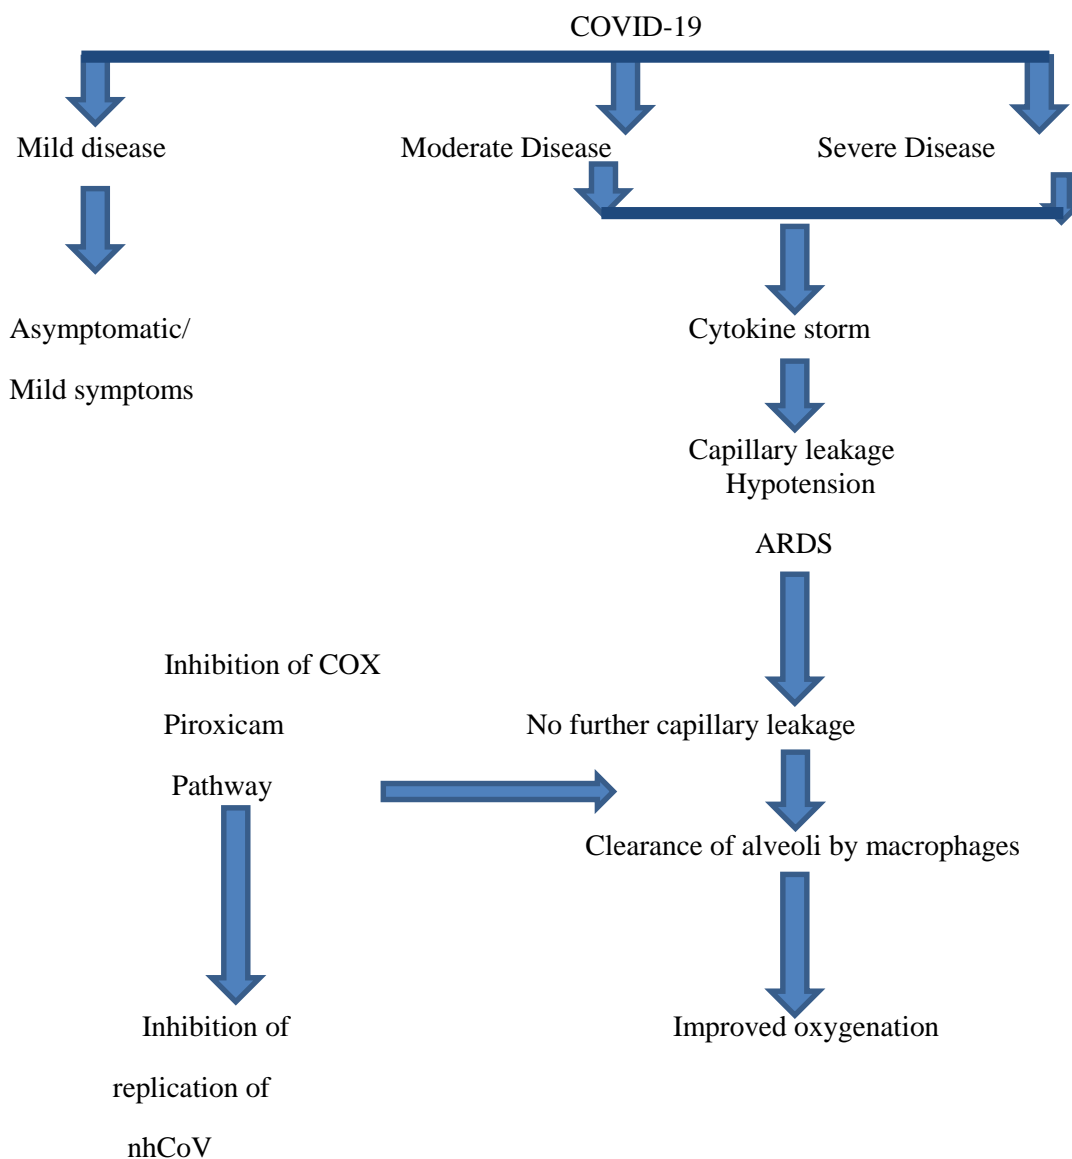 COVID-19
Mild disease
Moderate Disease
Severe Disease
Asymptomatic/
Mild symptoms
Cytokine storm
Capillary leakage
Hypotension
ARDS
Inhibition of COX
Piroxicam
Pathway
No further capillary leakage
Clearance of alveoli by macrophages
Inhibition of
replication of
nhCoV
Improved oxygenation